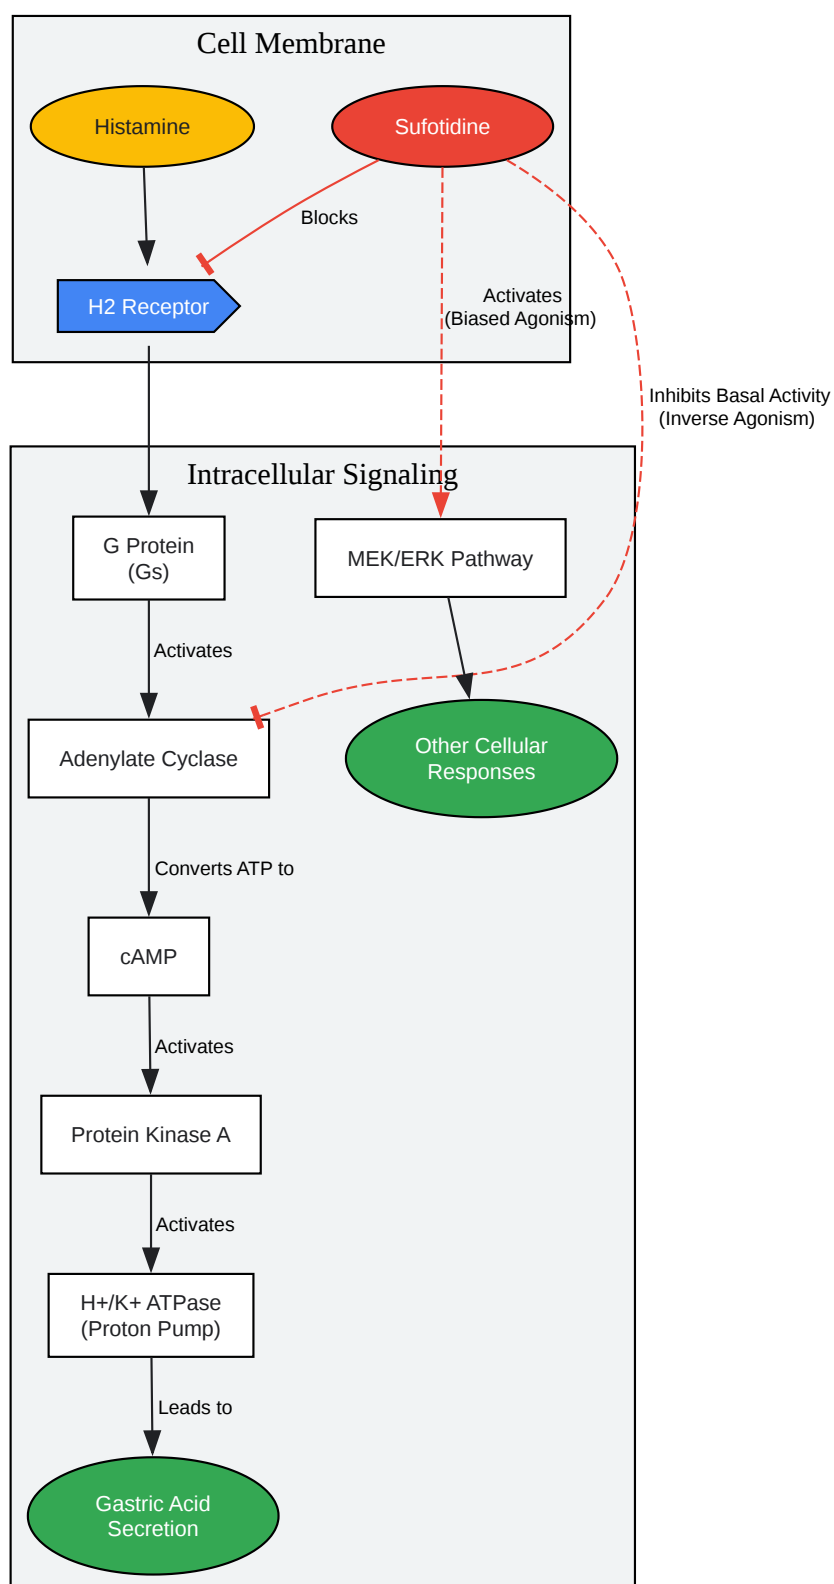 Cell Membrane
Histamine
Sufotidine
Blocks
H2 Receptor
Activates
(Biased Agonism)
Inhibits Basal Activity
(Inverse Agonism)
Intracellular Signaling
G Protein
(Gs)
MEK/ERK Pathway
Activates
Adenylate Cyclase
Other Cellular
Responses
Converts ATP to
cAMP
Activates
Protein Kinase A
Activates
H+/K+ ATPase
(Proton Pump)
Leads to
Gastric Acid
Secretion